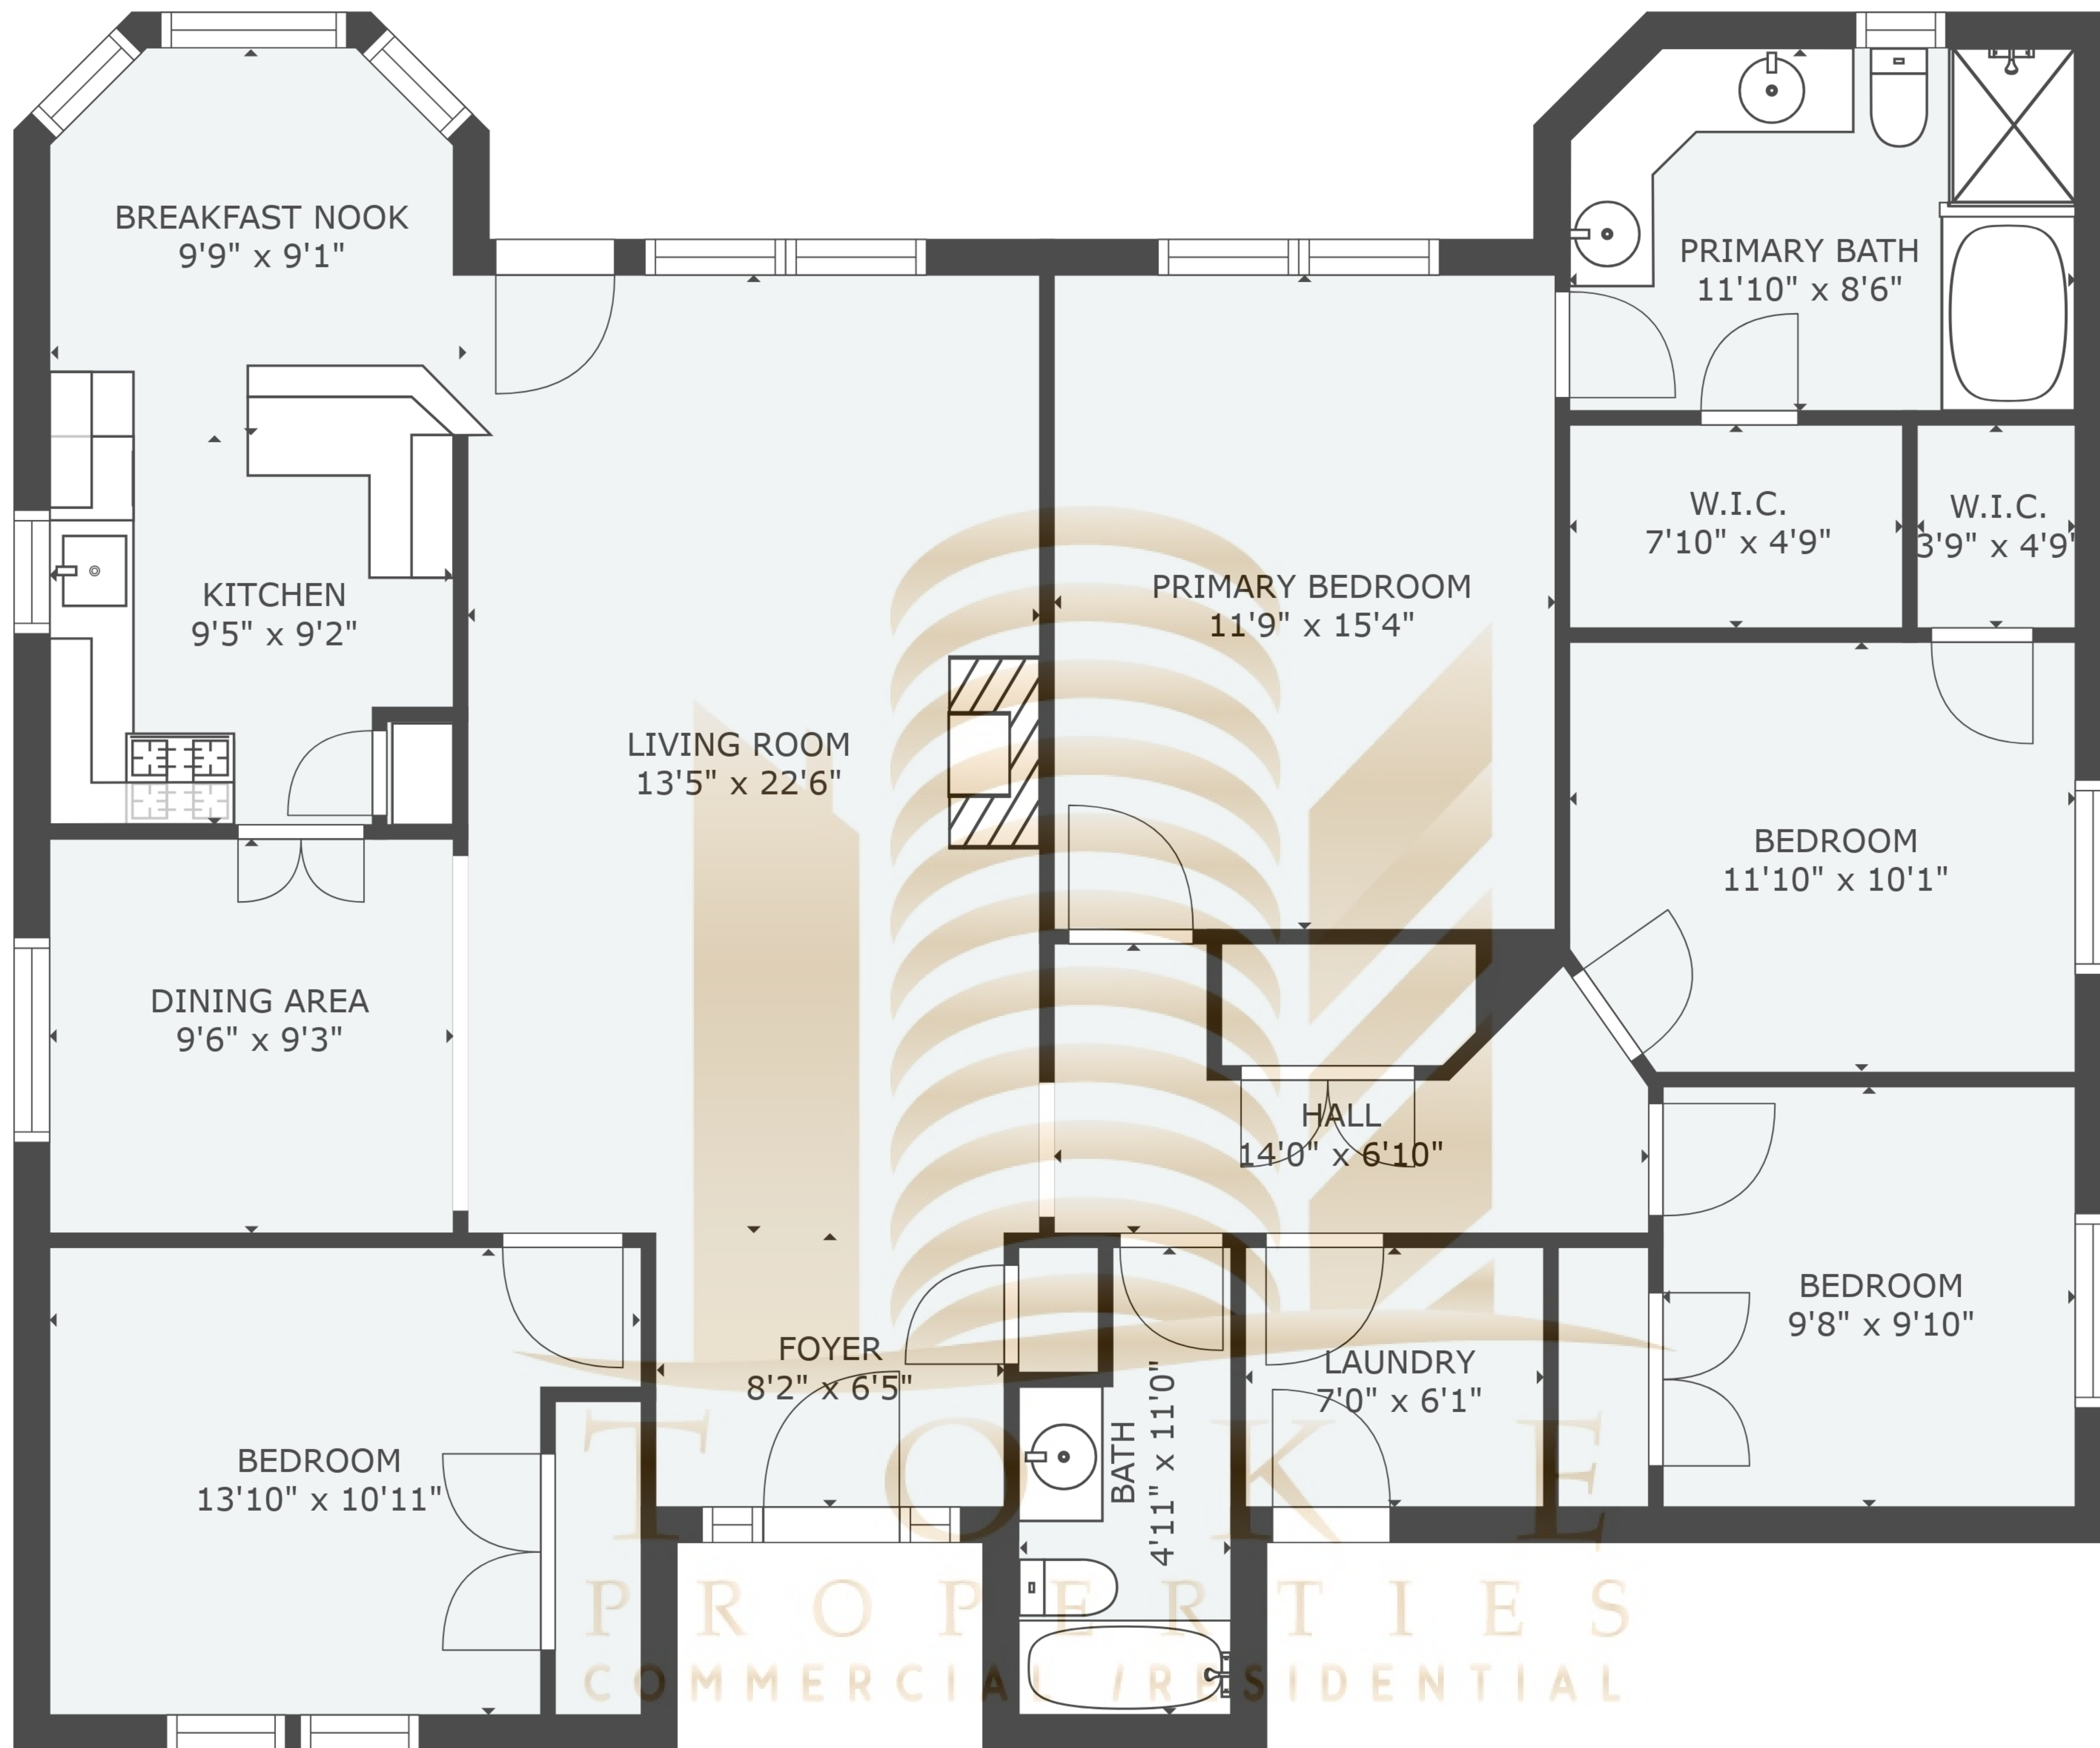 BREAKFAST NOOK
9'9" x 9'1"
PRIMARY BATH
11'10" x 8'6"
W.I.C.
7'10" x 4'9"
W.I.C.
3'9" x 4'9"
KITCHEN
9'5" x 9'2"
PRIMARY BEDROOM
11'9" x 15'4"
LIVING ROOM
13'5" x 22'6"
BEDROOM
11'10" x 10'1"
DINING AREA
9'6" x 9'3"
HALL
14'0" x 6'10"
BEDROOM
9'8" x 9'10"
FOYER
8'2" x 6'5"
LAUNDRY
7'0" x 6'1"
BATH
4'11" x 11'0"
BEDROOM
13'10" x 10'11"
TOKE
PROPERTIES
COMMERCIAL /RESIDENTIAL